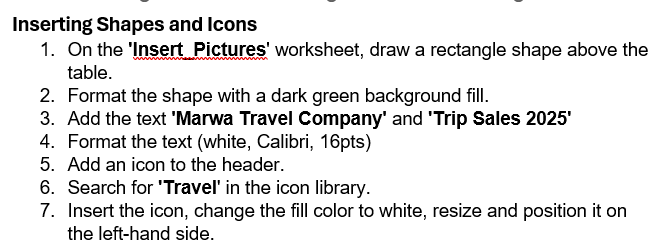 Inserting Shapes and Icons
1. On the 'Insert_Pictures' worksheet, draw a rectangle shape above the
table.
2. Format the shape with a dark green background fill.
3. Add the text 'Marwa Travel Company' and 'Trip Sales 2025'
4. Format the text (white, Calibri, 16pts)
5. Add an icon to the header.
6. Search for 'Travel' in the icon library.
7. Insert the icon, change the fill color to white, resize and position it on
the left-hand side.